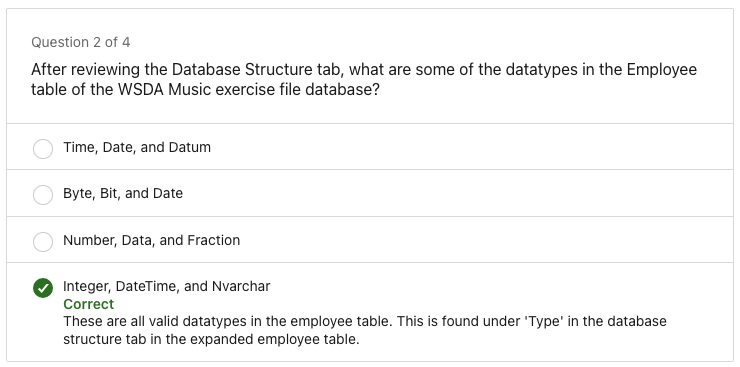 Question 2 of 4
After reviewing the Database Structure tab, what are some of the datatypes in the Employee
table of the WSDA Music exercise file database?
Time, Date, and Datum
Byte, Bit, and Date
Number, Data, and Fraction
Integer, DateTime, and Nvarchar
Correct
These are all valid datatypes in the employee table. This is found under 'Type' in the database
structure tab in the expanded employee table.